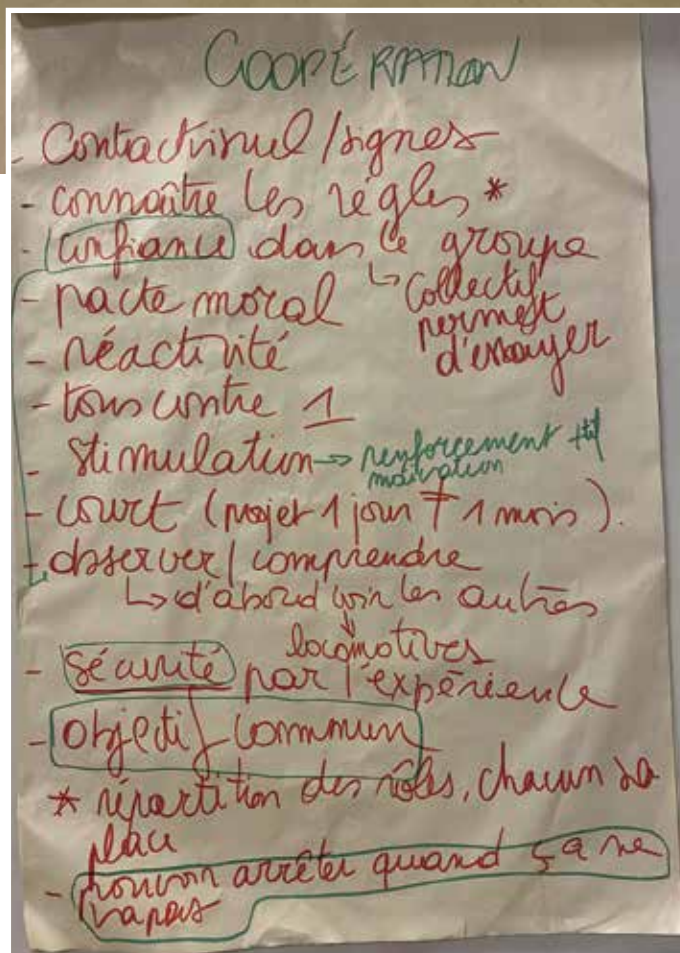 COOPÉRATION
- Contact visuel / signes
- connaître les règles *
- confiance dans le groupe
↳ Collectif
permet
d'essayer
- pacte moral
- réactivité
- tous contre 1
- Stimulation → renforcement +tif
motivation
- court (projet 1 jour ≠ 1 mois).
- observer / comprendre
↳ d'abord voir les autres
locomotives
- sécurité par l'expérience
- objectif commun
* répartition des rôles, chacun sa
place
- pouvoir arrêter quand ça ne
va pas